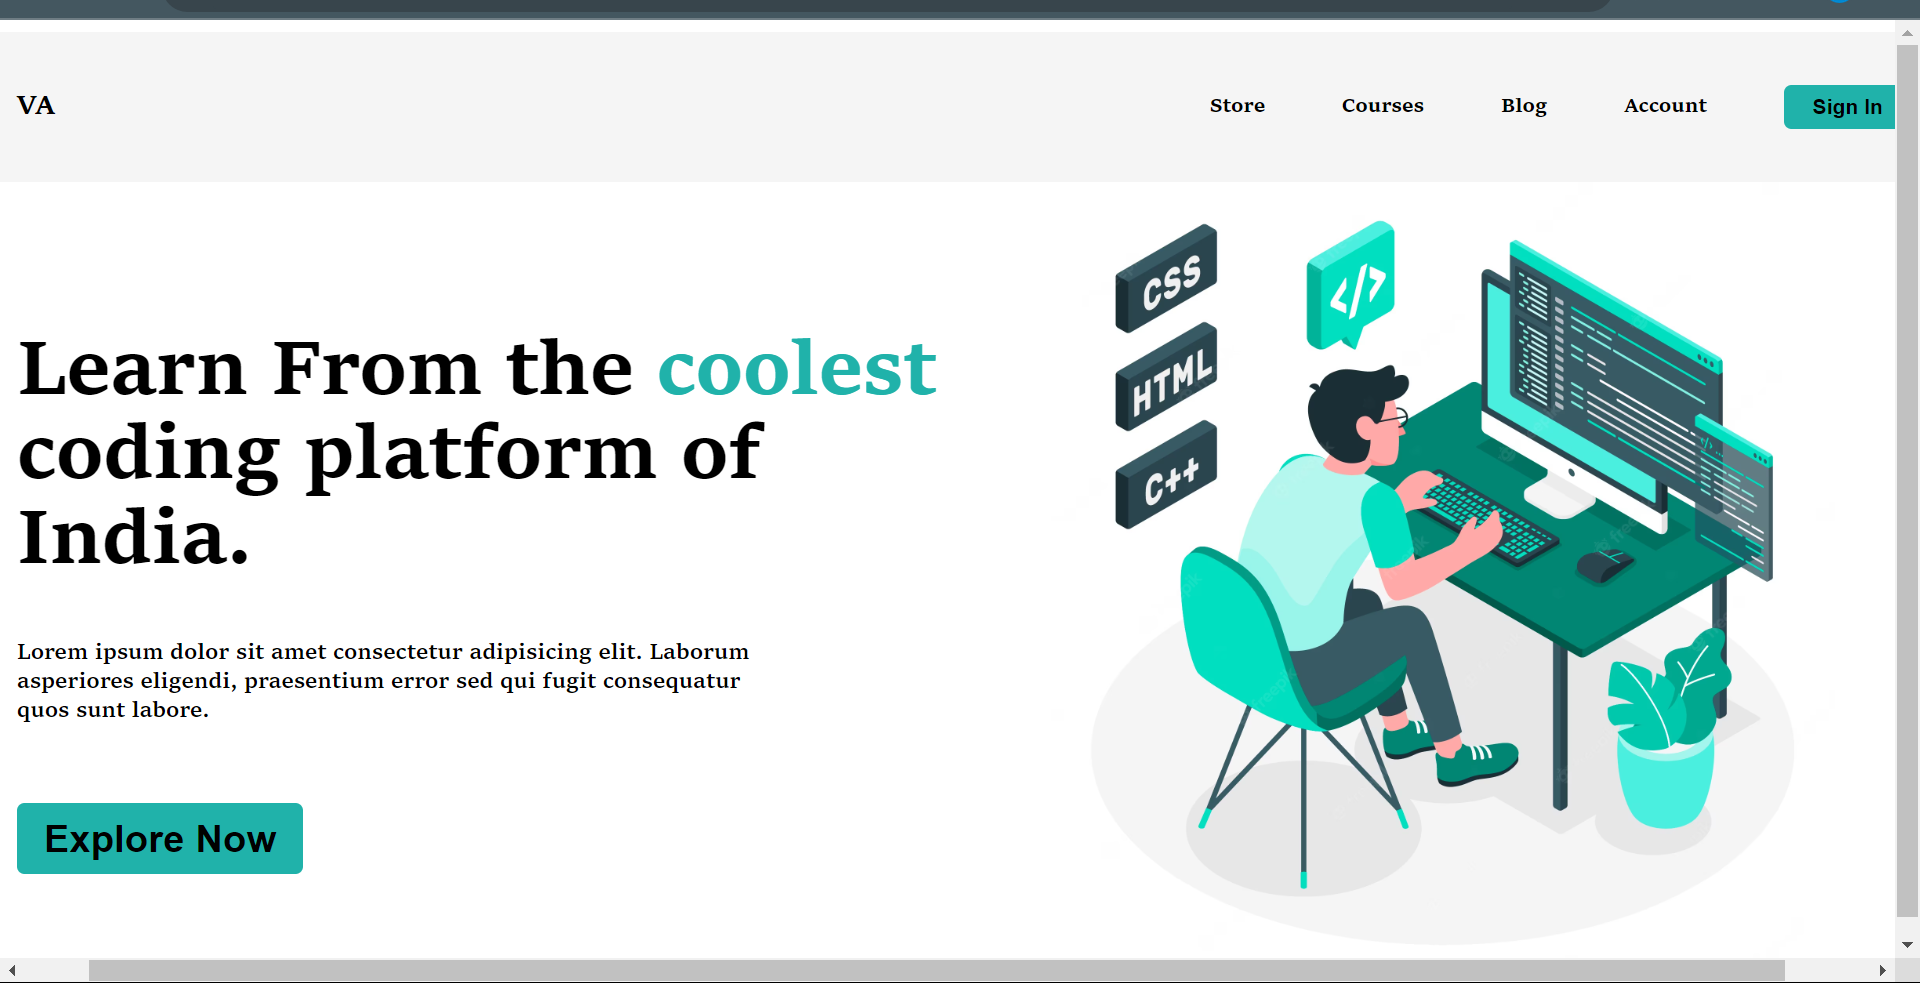 VA
Store Courses Blog Account Sign In
CSS
HTML
C++
</>
Learn From the coolest
coding platform of
India.
Lorem ipsum dolor sit amet consectetur adipisicing elit. Laborum
asperiores eligendi, praesentium error sed qui fugit consequatur
quos sunt labore.
Explore Now